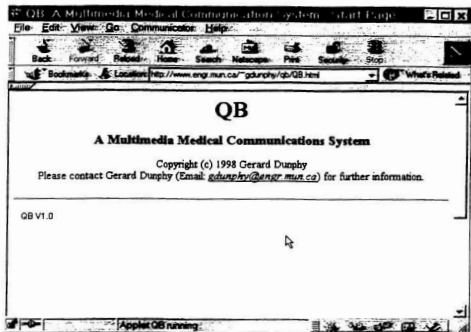 QB: A Multimedia Medical Communications System - Start Page
File Edit View Go Communicator Help
Back Forward Reload Home Search Netscape Print Security Stop
Bookmarks Location: http://www.engr.mun.ca/~gdunphy/qb/QB.html What's Related
QB
A Multimedia Medical Communications System
Copyright (c) 1998 Gerard Dunphy
Please contact Gerard Dunphy (Email: gdunphy@engr.mun.ca) for further information.
QB V1.0
Applet QB running